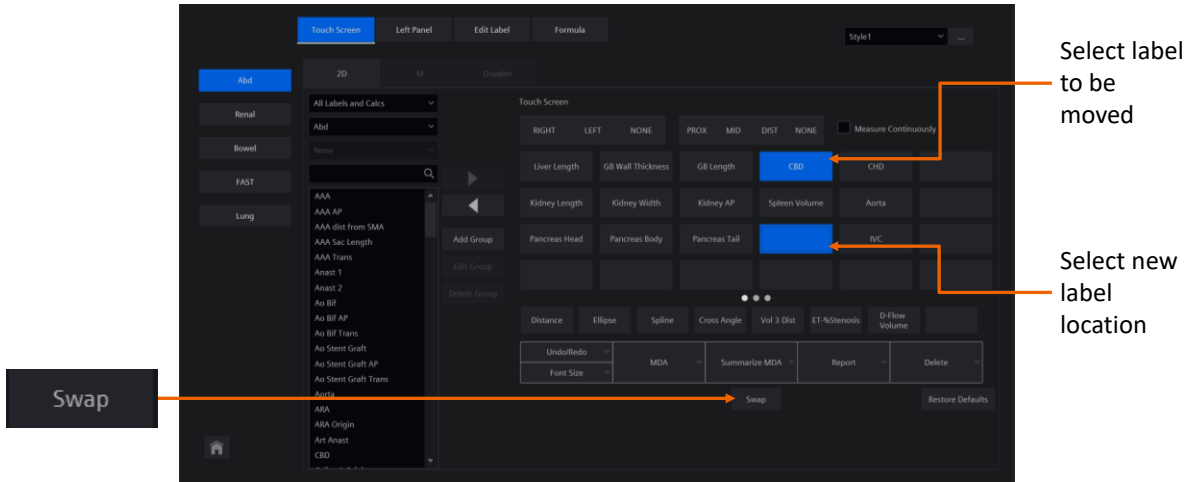 Touch Screen
Left Panel
Edit Label
Formula
Style1
...
Abd
Renal
Bowel
FAST
Lung
2D
M
Doppler
All Labels and Calcs
Abd
None
AAA
AAA AP
AAA dist from SMA
AAA Sac Length
AAA Trans
Anast 1
Anast 2
Ao Bif
Ao Bif AP
Ao Bif Trans
Ao Stent Graft
Ao Stent Graft AP
Ao Stent Graft Trans
Aorta
ARA
ARA Origin
Art Anast
CBD
Add Group
Edit Group
Delete Group
Touch Screen
RIGHT LEFT NONE
PROX MID DIST NONE
Measure Continuously
Liver Length
GB Wall Thickness
GB Length
CBD
CHD
Kidney Length
Kidney Width
Kidney AP
Spleen Volume
Aorta
Pancreas Head
Pancreas Body
Pancreas Tail
IVC
Distance
Ellipse
Spline
Cross Angle
Vol 3 Dist
ET-%Stenosis
D-Flow
Volume
Undo/Redo
Font Size
MDA
Summarize MDA
Report
Delete
Swap
Restore Defaults
Select label
to be
moved
Select new
label
location
Swap